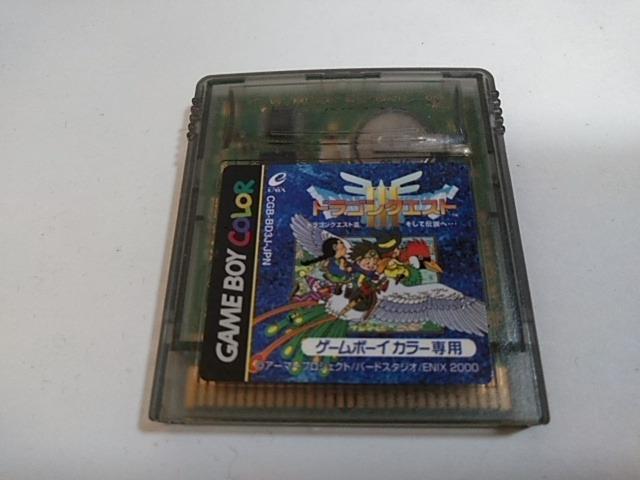 ENIX
GAME BOY COLOR
CGB-BD3J-JPN
ドラゴンクエスト
III
TM
ドラゴンクエストIII そして伝説へ…
ゲームボーイカラー専用
©アーマープロジェクト/バードスタジオ/ENIX 2000